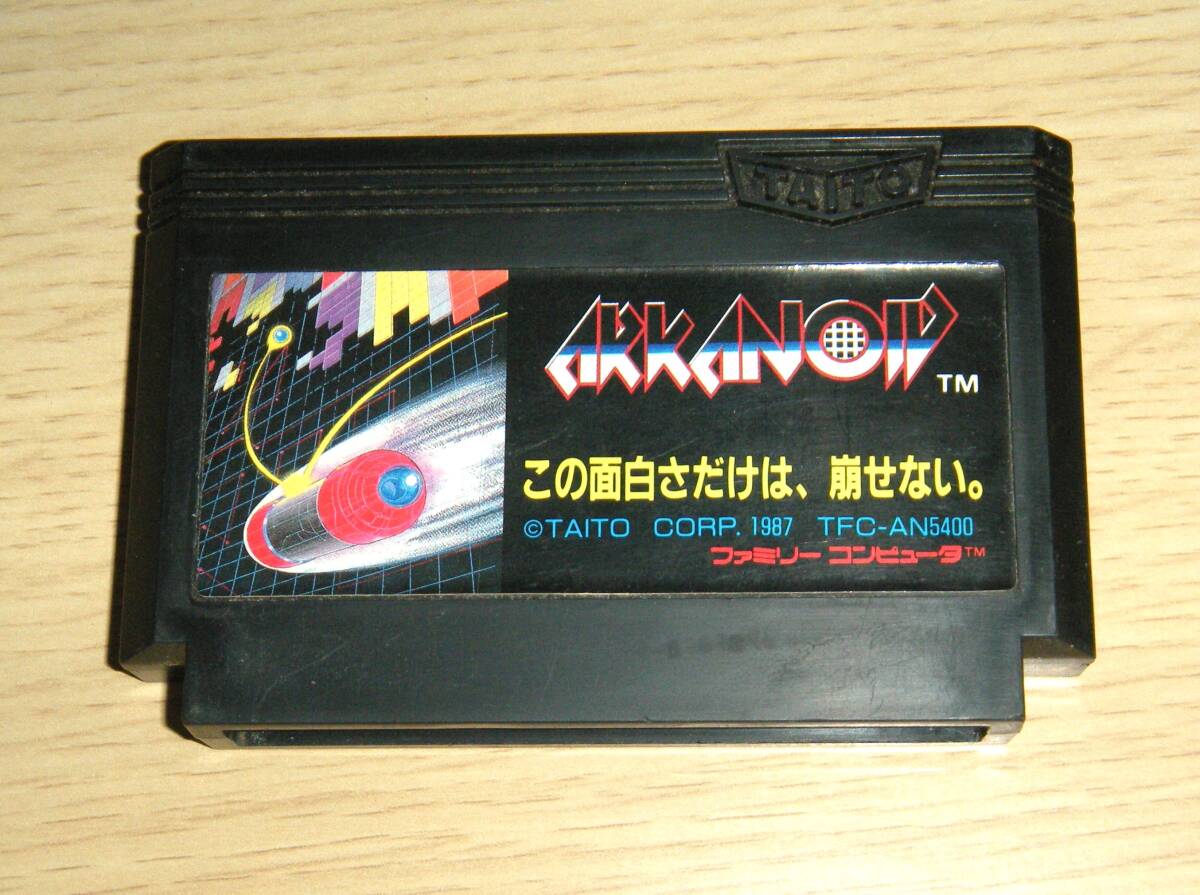 TAITO
ARKANOID TM
この面白さだけは、崩せない。
©TAITO CORP. 1987 TFC-AN5400
ファミリー コンピュータ™